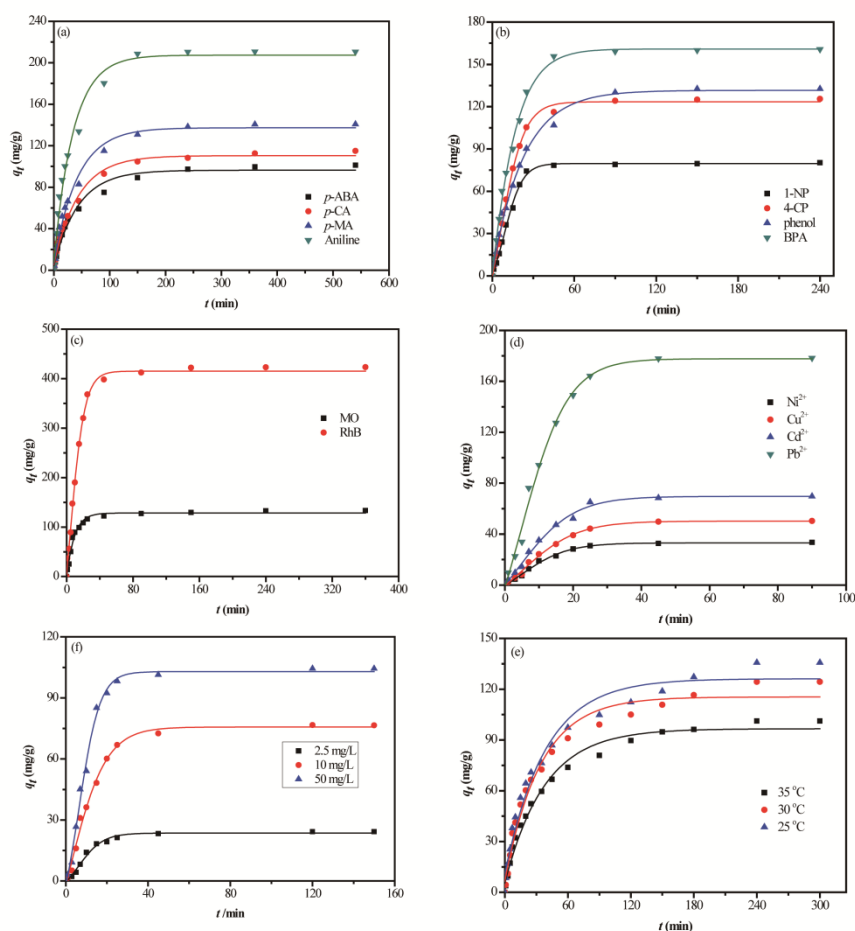 (a)
240
200
160
120
80
40
0
q_t (mg/g)
p-ABA
p-CA
p-MA
Aniline
0 100 200 300 400 500 600
t (min)
(b)
180
150
120
90
60
30
0
q_t (mg/g)
1-NP
4-CP
phenol
BPA
0 60 120 180 240
t (min)
(c)
500
400
300
200
100
0
q_t (mg/g)
MO
RhB
0 80 160 240 320 400
t (min)
(d)
200
160
120
80
40
0
q_t (mg/g)
Ni²⁺
Cu²⁺
Cd²⁺
Pb²⁺
0 20 40 60 80 100
t (min)
(f)
120
90
60
30
0
q_t (mg/g)
2.5 mg/L
10 mg/L
50 mg/L
0 40 80 120 160
t /min
(e)
150
120
90
60
30
0
q_t (mg/g)
35 °C
30 °C
25 °C
0 60 120 180 240 300
t (min)